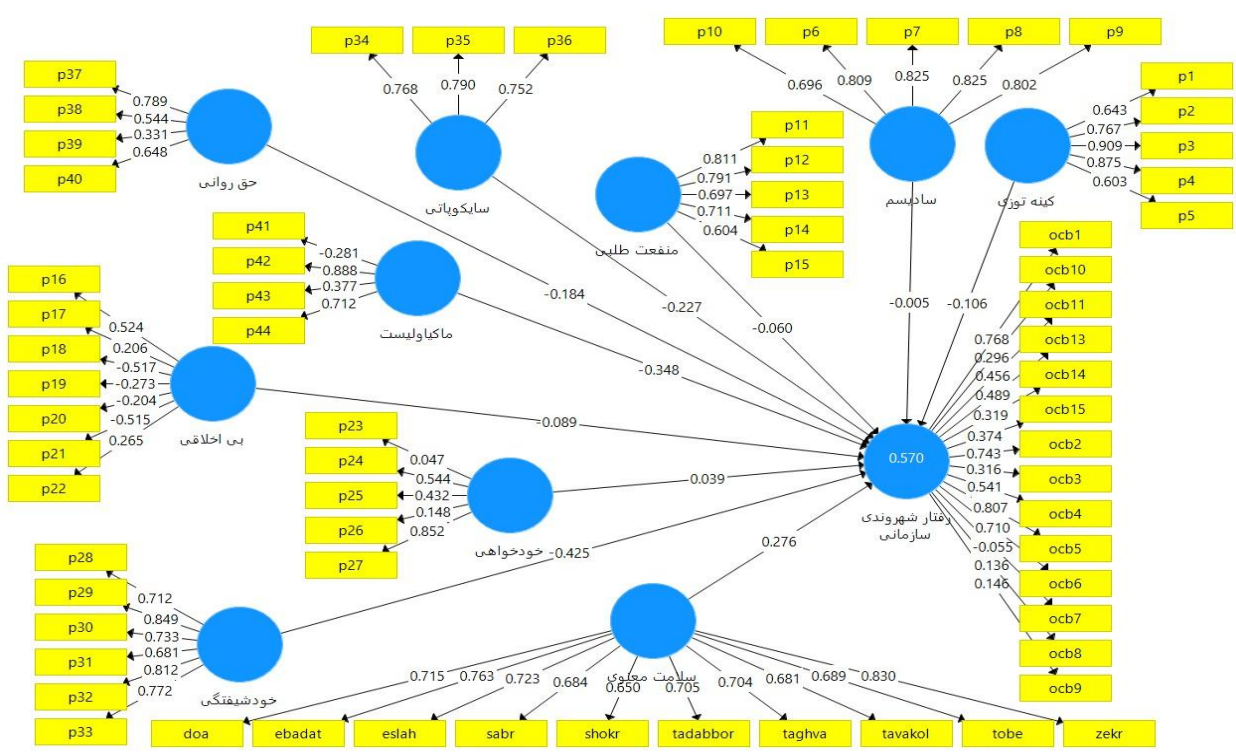 p34
p35
p36
p10
p6
p7
p8
p9
0.768
0.790
0.752
0.696
0.809
0.825
0.825
0.802
p37
p38
p39
p40
0.789
0.544
0.331
0.648
حق روانی
سایکوپاتی
p11
p12
p13
p14
p15
0.811
0.791
0.697
0.711
0.604
منفعت طلبی
سادیسم
کینه توزی
p1
p2
p3
p4
p5
0.643
0.767
0.909
0.875
0.603
p41
p42
p43
p44
-0.281
0.888
0.377
0.712
ماکیاولیست
-0.184
-0.227
-0.060
-0.005
-0.106
-0.348
p16
p17
p18
p19
p20
p21
p22
0.524
0.206
-0.517
-0.273
-0.204
-0.515
0.265
بی اخلاقی
-0.089
p23
p24
p25
p26
p27
0.047
0.544
0.432
0.148
0.852
خودخواهی
0.039
ocb1
ocb10
ocb11
ocb13
ocb14
ocb15
ocb2
ocb3
ocb4
ocb5
ocb6
ocb7
ocb8
ocb9
0.768
0.296
0.456
0.489
0.319
0.374
0.743
0.316
0.541
0.807
0.710
-0.055
0.136
0.146
0.570
رفتار شهروندی
سازمانی
p28
p29
p30
p31
p32
p33
0.712
0.849
0.733
0.681
0.812
0.772
خودشیفتگی
-0.425
0.276
سلامت معنوی
0.715
0.763
0.723
0.684
0.650
0.705
0.704
0.681
0.689
0.830
doa
ebadat
eslah
sabr
shokr
tadabbor
taghva
tavakol
tobe
zekr